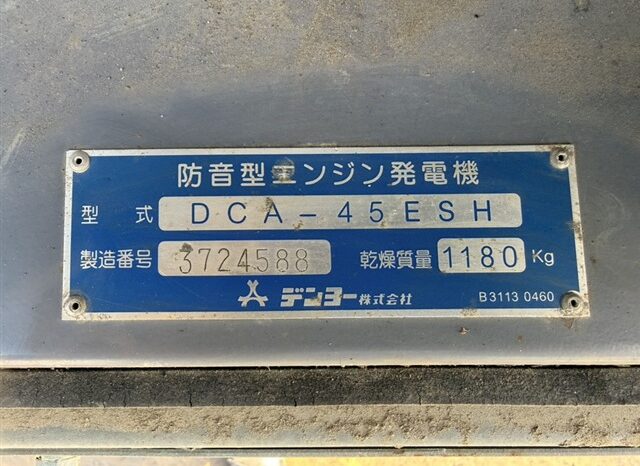 防音型エンジン発電機
型 式 DCA-45ESH
製造番号 3724588 乾燥質量 1180 Kg
デンヨー株式会社 B3113 0460